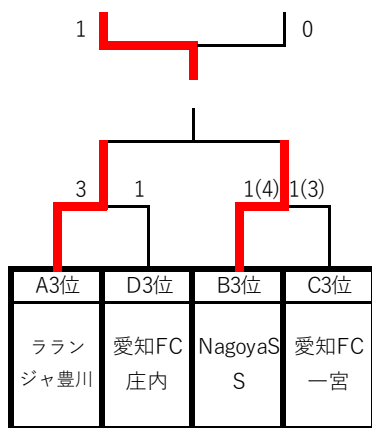 1 0
3 1 1(4) 1(3)
A3位 D3位 B3位 C3位
ララン
ジャ豊川
愛知FC
庄内
NagoyaS
S
愛知FC
一宮